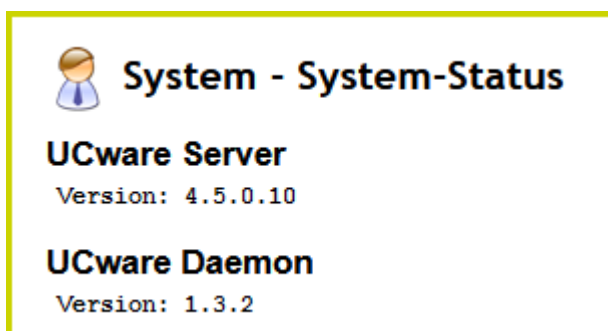 System - System-Status
UCware Server
Version: 4.5.0.10
UCware Daemon
Version: 1.3.2